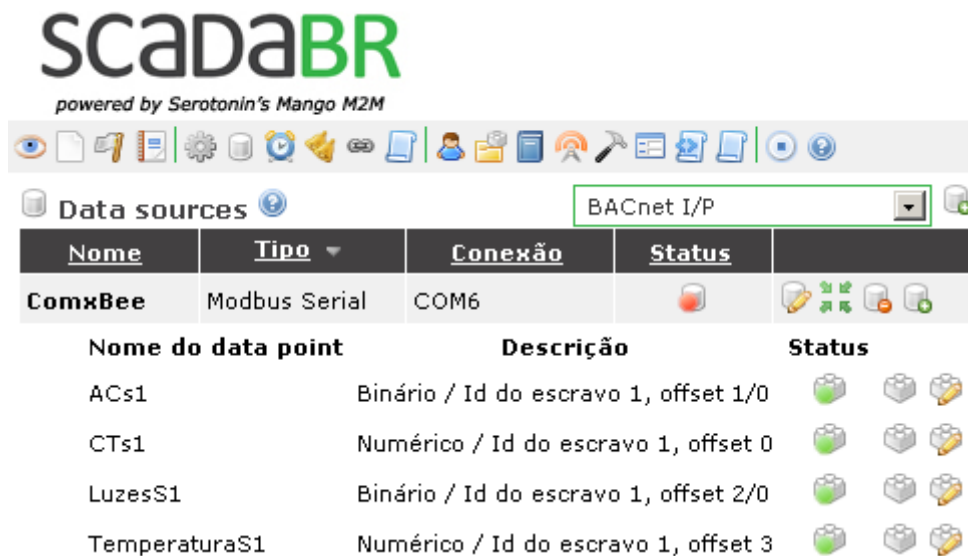 scadaBR
powered by Serotonin's Mango M2M
Data sources BACnet I/P
Nome Tipo Conexão Status
ComxBee Modbus Serial COM6
Nome do data point Descrição Status
ACs1 Binário / Id do escravo 1, offset 1/0
CTs1 Numérico / Id do escravo 1, offset 0
LuzesS1 Binário / Id do escravo 1, offset 2/0
TemperaturaS1 Numérico / Id do escravo 1, offset 3